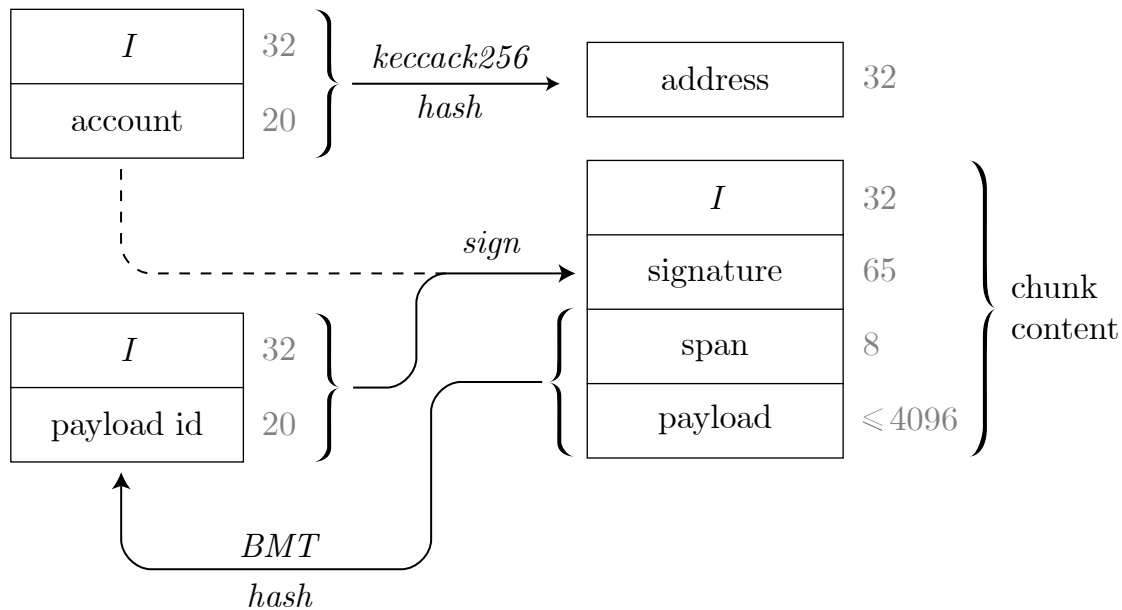 I 32
account 20
keccack256
hash
address 32
I 32
signature 65
span 8
payload ⩽4096
chunk
content
sign
I 32
payload id 20
BMT
hash